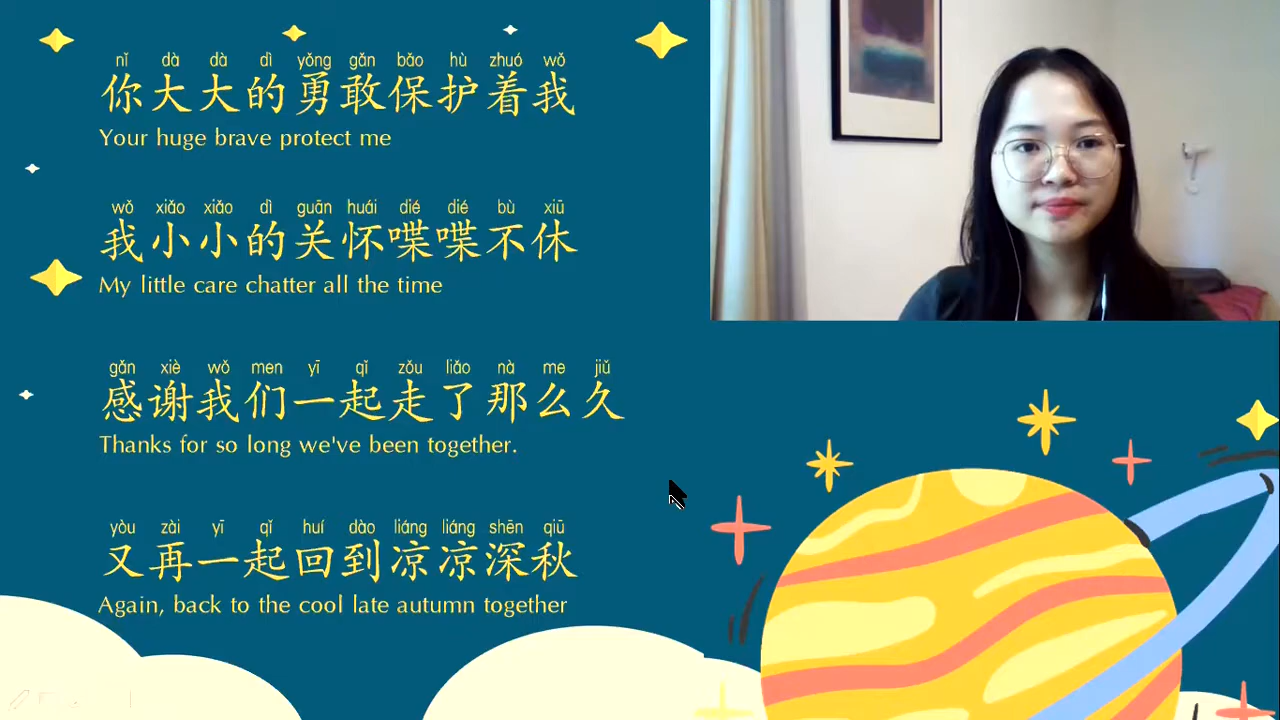 nǐ dà dà dì yǒng gǎn bǎo hù zhuó wǒ
你大大的勇敢保护着我
Your huge brave protect me
wǒ xiǎo xiǎo dì guān huái dié dié bù xiū
我小小的关怀喋喋不休
My little care chatter all the time
gǎn xiè wǒ men yī qǐ zǒu liǎo nà me jiǔ
感谢我们一起走了那么久
Thanks for so long we've been together.
yòu zài yī qǐ huí dào liáng liáng shēn qiū
又再一起回到凉凉深秋
Again, back to the cool late autumn together